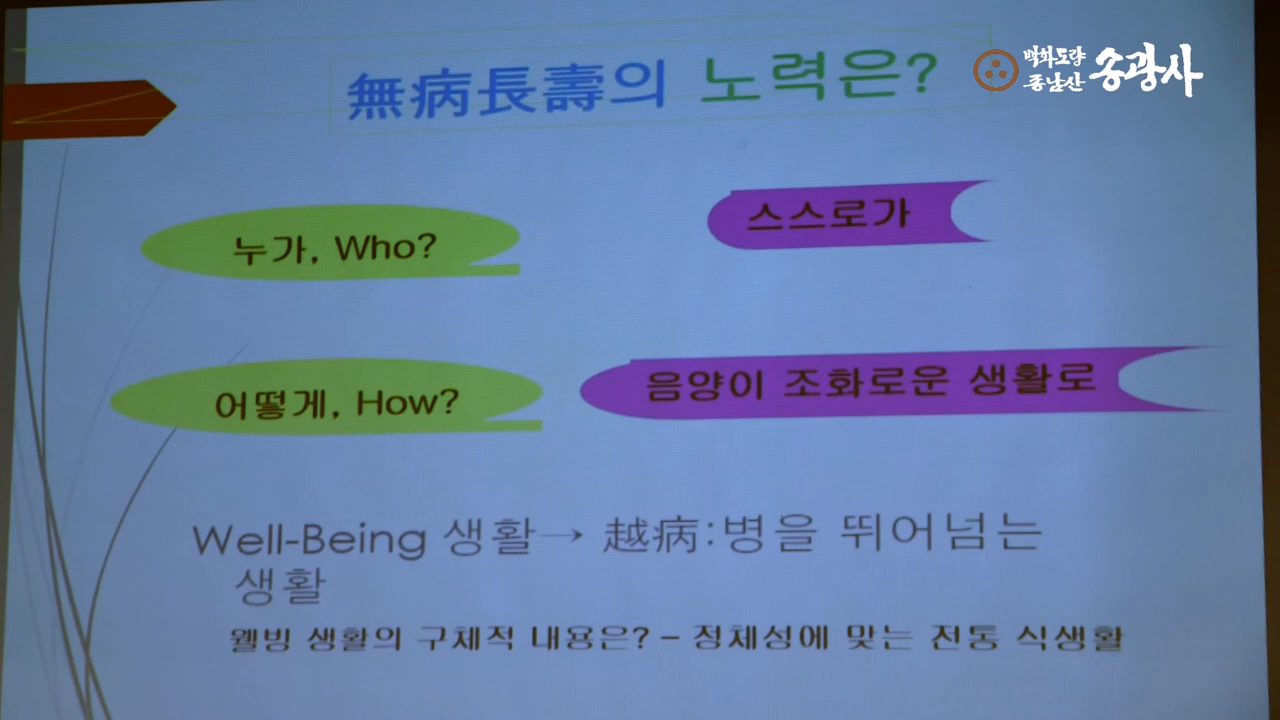 無病長壽의 노력은?
백화도량
종남산
송광사
누가, Who?
스스로가
어떻게, How?
음양이 조화로운 생활로
Well-Being 생활→ 越病:병을 뛰어넘는
생활
웰빙 생활의 구체적 내용은? – 정체성에 맞는 전통 식생활